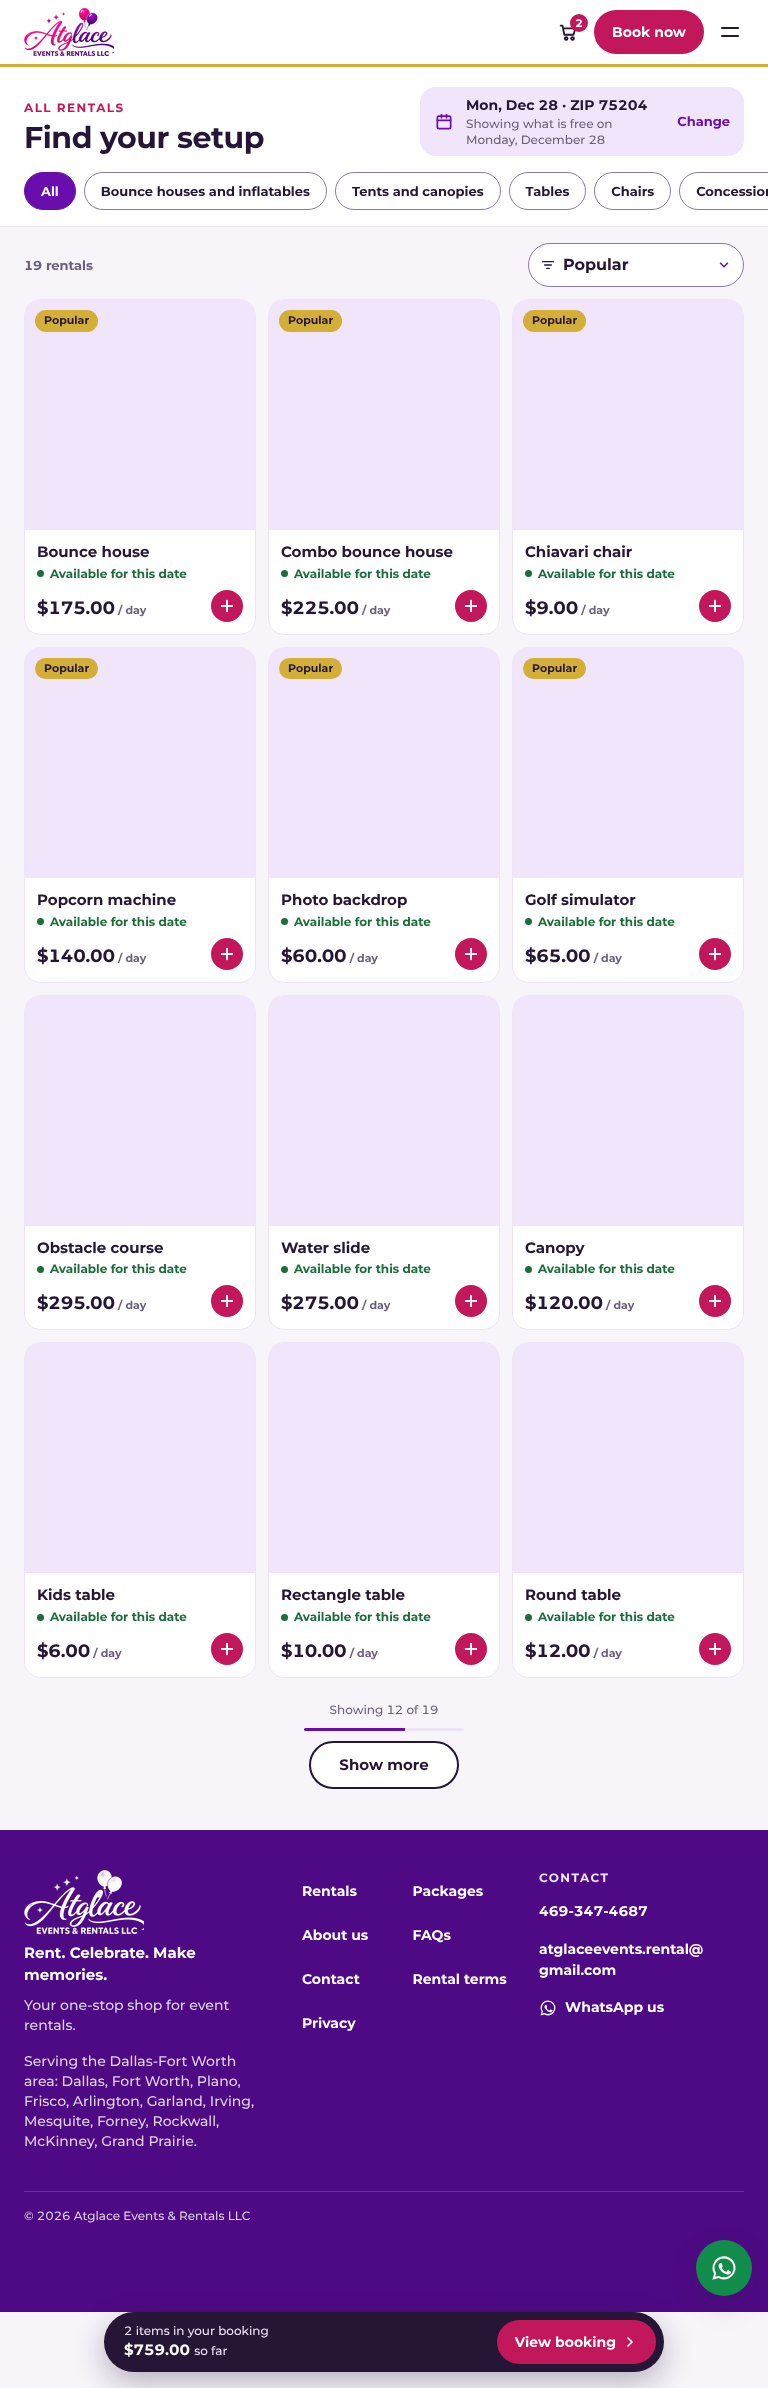 Atglace
EVENTS & RENTALS LLC
2
Book now
ALL RENTALS
Find your setup
Mon, Dec 28 · ZIP 75204
Showing what is free on
Monday, December 28
Change
All
Bounce houses and inflatables
Tents and canopies
Tables
Chairs
Concession
19 rentals
Popular
Popular
Popular
Popular
Bounce house
Available for this date
$175.00 / day
Combo bounce house
Available for this date
$225.00 / day
Chiavari chair
Available for this date
$9.00 / day
Popular
Popular
Popular
Popcorn machine
Available for this date
$140.00 / day
Photo backdrop
Available for this date
$60.00 / day
Golf simulator
Available for this date
$65.00 / day
Obstacle course
Available for this date
$295.00 / day
Water slide
Available for this date
$275.00 / day
Canopy
Available for this date
$120.00 / day
Kids table
Available for this date
$6.00 / day
Rectangle table
Available for this date
$10.00 / day
Round table
Available for this date
$12.00 / day
Showing 12 of 19
Show more
Atglace
EVENTS & RENTALS LLC
Rent. Celebrate. Make
memories.
Your one-stop shop for event
rentals.
Serving the Dallas-Fort Worth
area: Dallas, Fort Worth, Plano,
Frisco, Arlington, Garland, Irving,
Mesquite, Forney, Rockwall,
McKinney, Grand Prairie.
Rentals
Packages
About us
FAQs
Contact
Rental terms
Privacy
CONTACT
469-347-4687
atglaceevents.rental@
gmail.com
WhatsApp us
© 2026 Atglace Events & Rentals LLC
2 items in your booking
$759.00 so far
View booking